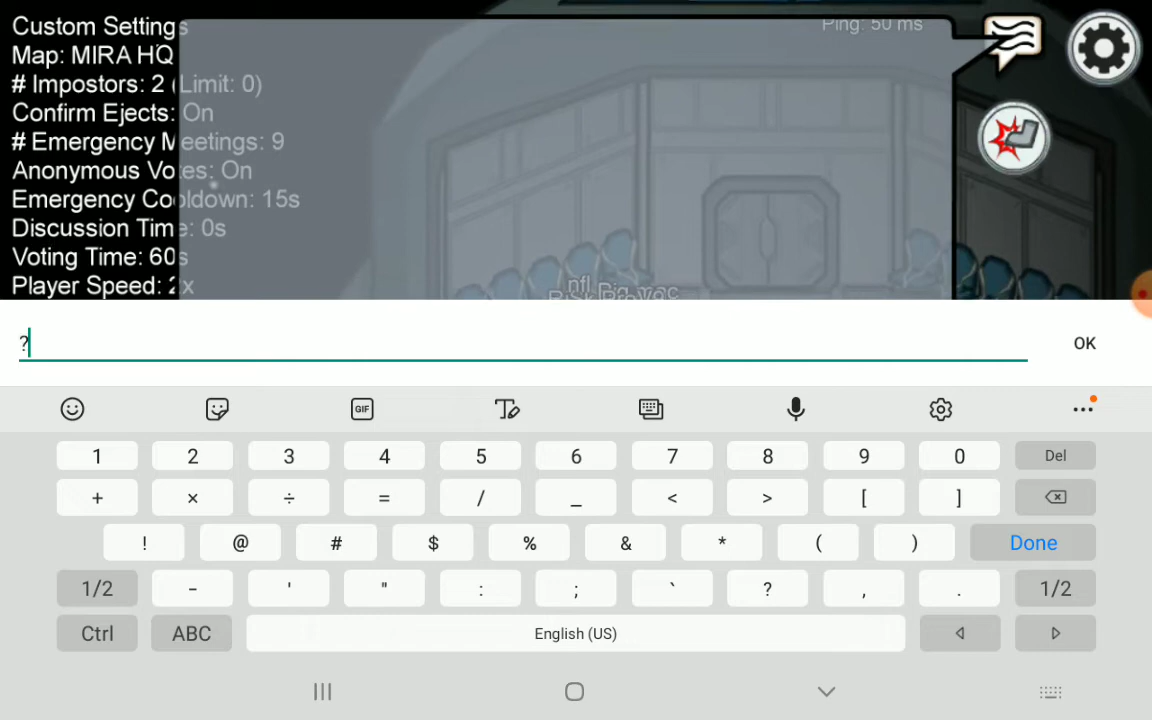 Custom Settings
Ping: 50 ms
Map: MIRA HQ
# Impostors: 2 (Limit: 0)
Confirm Ejects: On
# Emergency Meetings: 9
Anonymous Votes: On
Emergency Cooldown: 15s
Discussion Time: 0s
Voting Time: 60s
Player Speed: 2x
?
OK
GIF
1 2 3 4 5 6 7 8 9 0 Del
+ × ÷ = / _ < > [ ]
! @ # $ % & * ( ) Done
1/2 - ' " : ; ` ? , . 1/2
Ctrl ABC English (US)